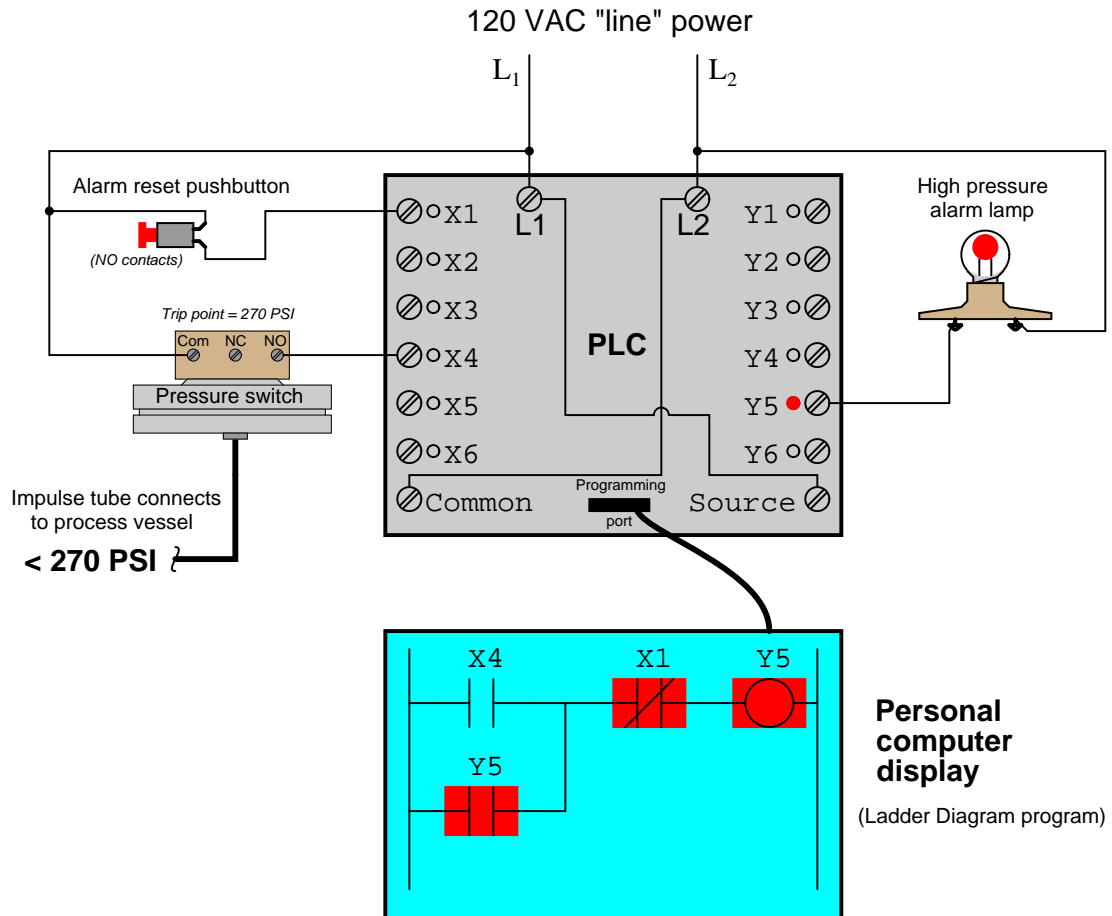 120 VAC "line" power
L1
L2
Alarm reset pushbutton
(NO contacts)
Trip point = 270 PSI
Com
NC
NO
Pressure switch
Impulse tube connects
to process vessel
< 270 PSI
X1
X2
X3
X4
X5
X6
Common
L1
L2
PLC
Y1
Y2
Y3
Y4
Y5
Y6
Source
Programming
port
High pressure
alarm lamp
X4
X1
Y5
Y5
Personal
computer
display
(Ladder Diagram program)